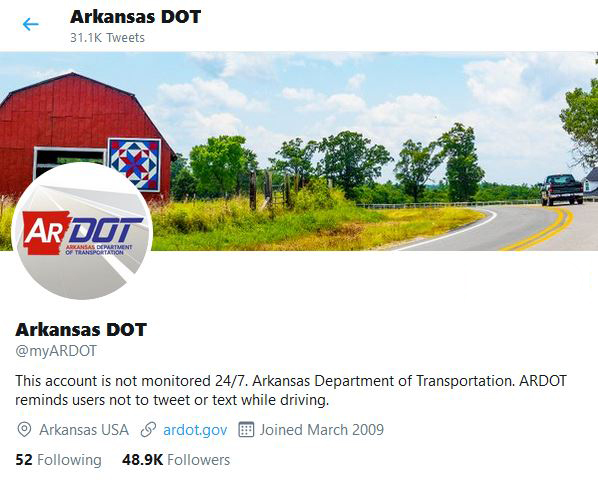 Arkansas DOT
31.1K Tweets
AR DOT
ARKANSAS DEPARTMENT
OF TRANSPORTATION
Arkansas DOT
@myARDOT
This account is not monitored 24/7. Arkansas Department of Transportation. ARDOT
reminds users not to tweet or text while driving.
Arkansas USA ardot.gov Joined March 2009
52 Following 48.9K Followers